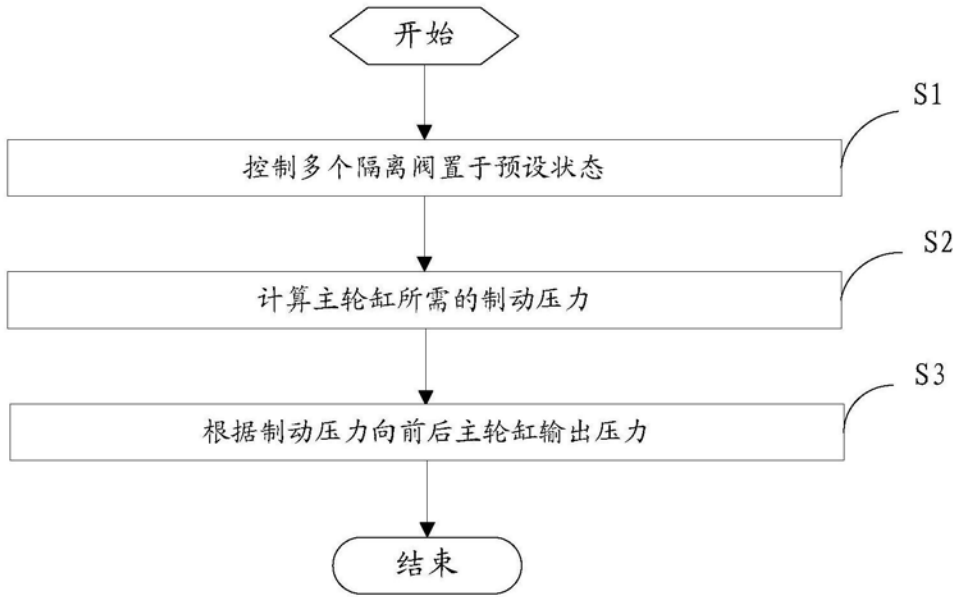 开始
S1
控制多个隔离阀置于预设状态
S2
计算主轮缸所需的制动压力
S3
根据制动压力向前后主轮缸输出压力
结束